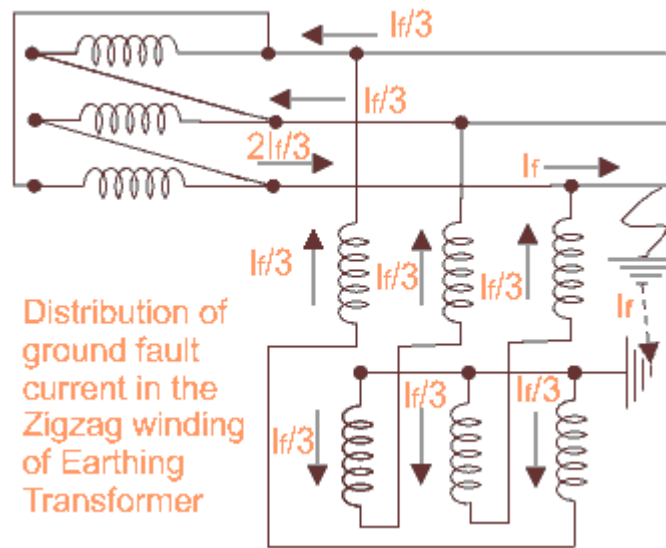 If/3
If/3
2If/3
If
If/3
If/3
If/3
If
Distribution of
ground fault
current in the
Zigzag winding
of Earthing
Transformer
If/3
If/3
If/3